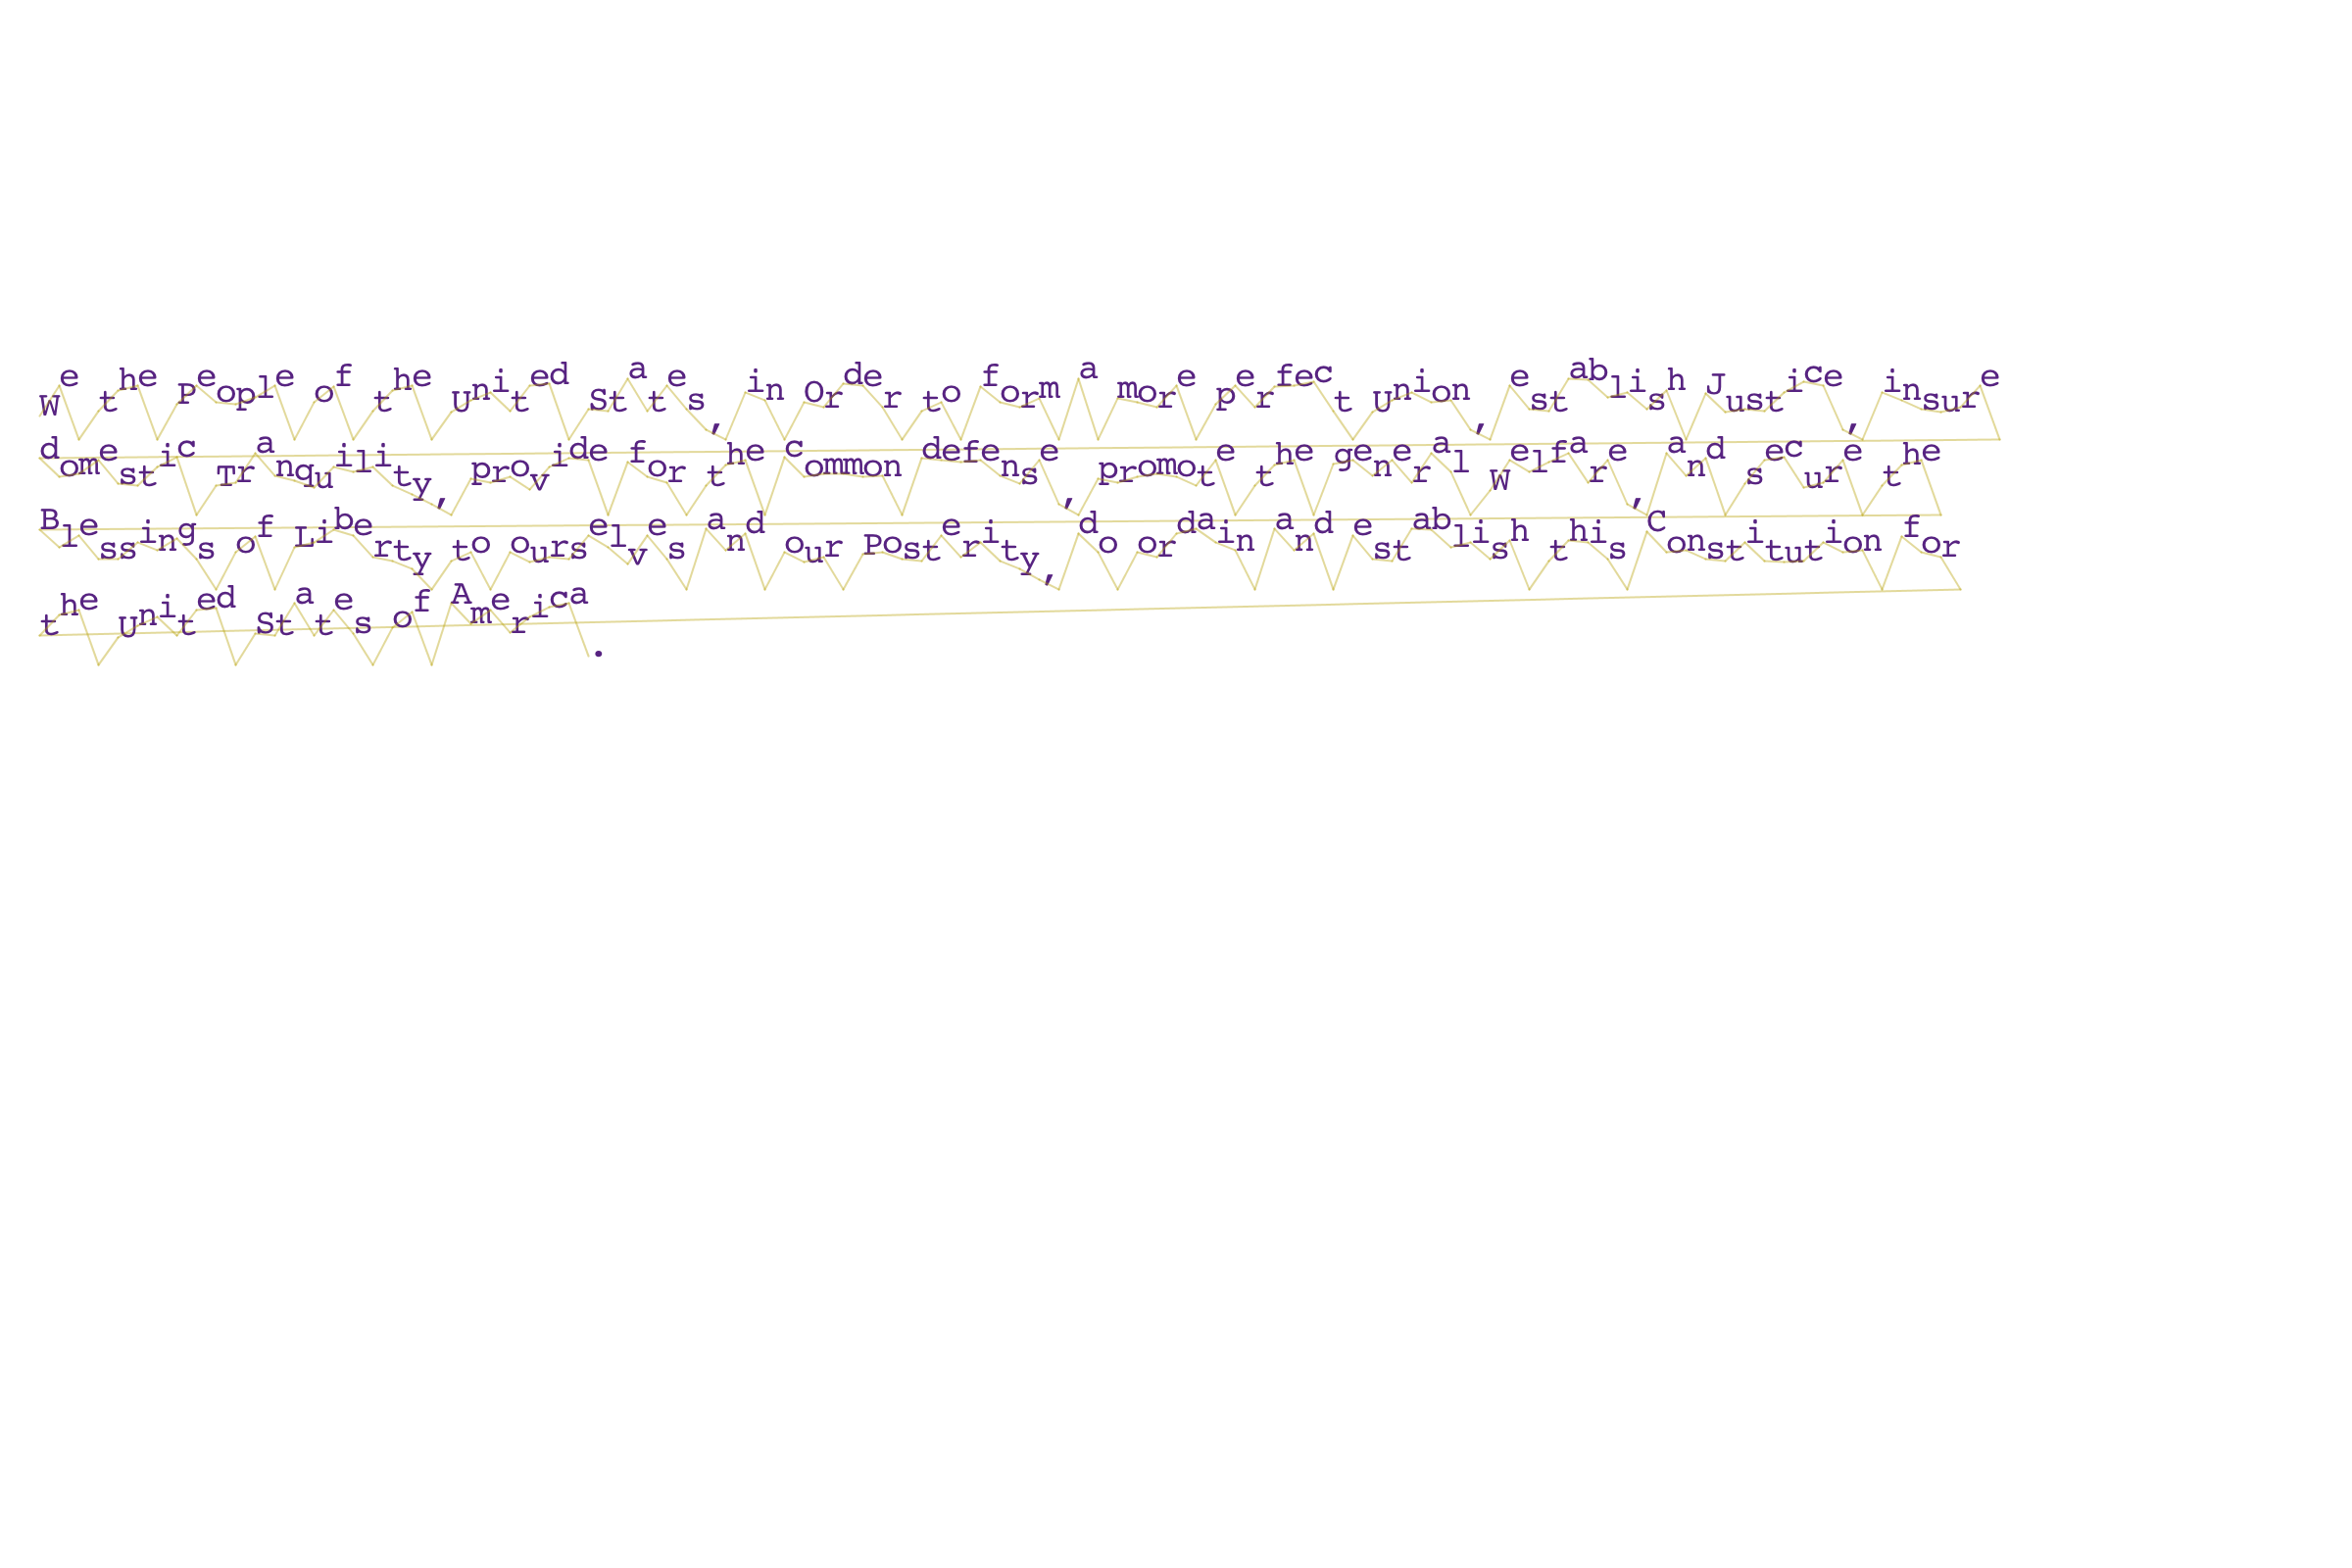 We the People of the United States, in Order to form a more perfect Union, establish Justice, insure
domestic Tranquility, provide for the common defense, promote the general Welfare, and secure the
Blessings of Liberty to ourselves and our Posterity, do ordain and establish this Constitution for
the United States of America.